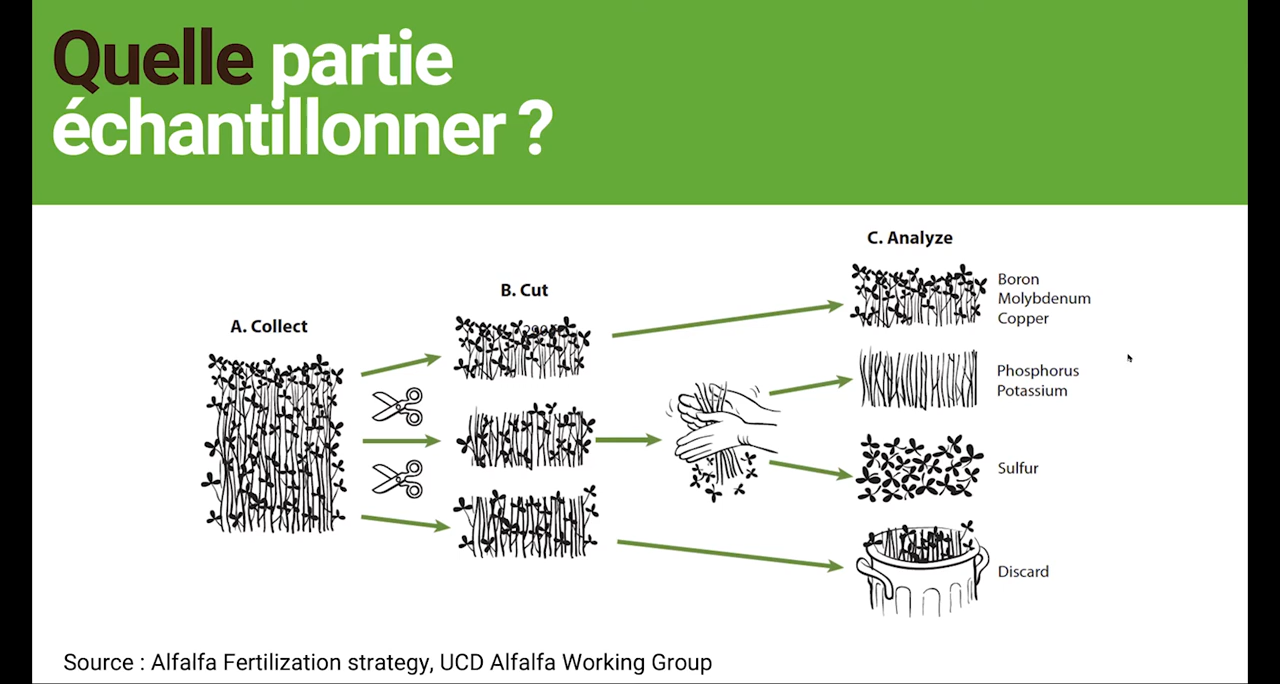 Quelle partie
échantillonner ?
C. Analyze
B. Cut
A. Collect
Boron
Molybdenum
Copper
Phosphorus
Potassium
Sulfur
Discard
Source : Alfalfa Fertilization strategy, UCD Alfalfa Working Group